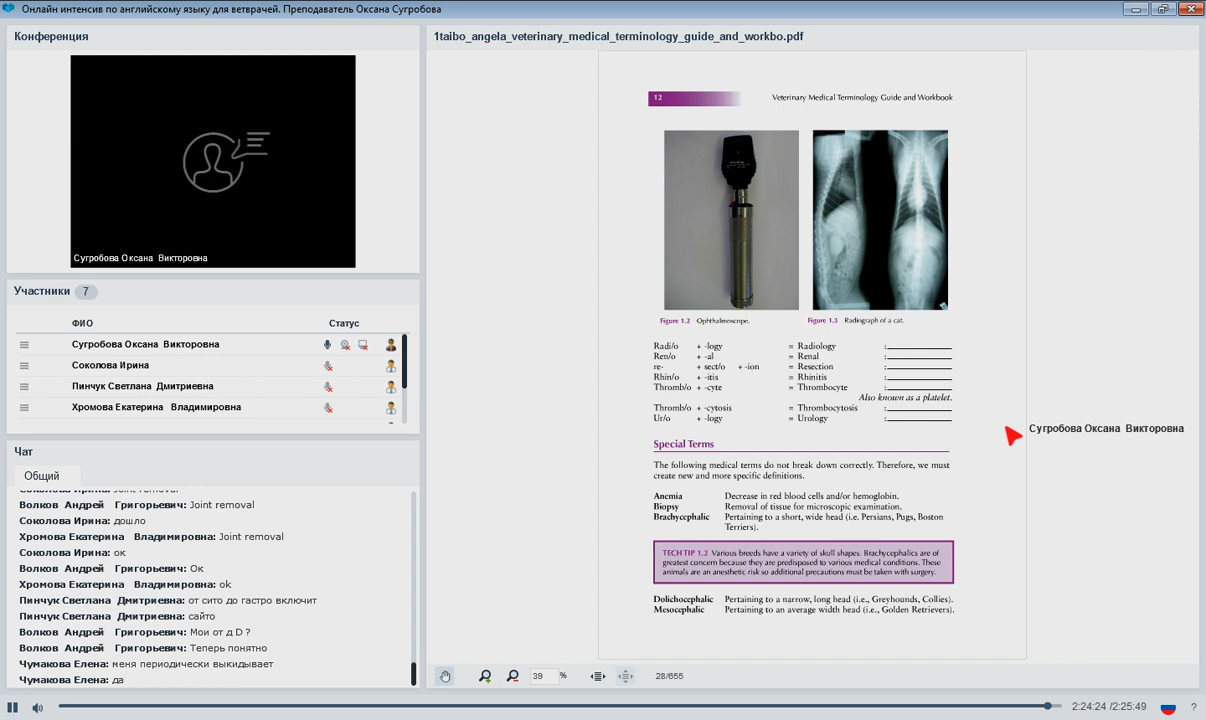 Онлайн интенсив по английскому языку для ветврачей. Преподаватель Оксана Сугробова
Конференция
Сугробова Оксана Викторовна
Участники 7
ФИО Статус
Сугробова Оксана Викторовна
Соколова Ирина
Пинчук Светлана Дмитриевна
Хромова Екатерина Владимировна
Чат
Общий
Соколова Ирина: Joint removal
Волков Андрей Григорьевич: Joint removal
Соколова Ирина: дошло
Хромова Екатерина Владимировна: Joint removal
Соколова Ирина: ок
Волков Андрей Григорьевич: Ок
Хромова Екатерина Владимировна: ok
Пинчук Светлана Дмитриевна: от сито до гастро включит
Пинчук Светлана Дмитриевна: сайто
Волков Андрей Григорьевич: Мои от д D ?
Волков Андрей Григорьевич: Теперь понятно
Чумакова Елена: меня периодически выкидывает
Чумакова Елена: да
1taibo_angela_veterinary_medical_terminology_guide_and_workbo.pdf
12 Veterinary Medical Terminology Guide and Workbook
Figure 1.2 Ophthalmoscope.
Figure 1.3 Radiograph of a cat.
Radi/o + -logy = Radiology :
Ren/o + -al = Renal :
re- + sect/o + -ion = Resection :
Rhin/o + -itis = Rhinitis :
Thromb/o + -cyte = Thrombocyte :
Also known as a platelet.
Thromb/o + -cytosis = Thrombocytosis :
Ur/o + -logy = Urology :
Special Terms
The following medical terms do not break down correctly. Therefore, we must
create new and more specific definitions.
Anemia Decrease in red blood cells and/or hemoglobin.
Biopsy Removal of tissue for microscopic examination.
Brachycephalic Pertaining to a short, wide head (i.e. Persians, Pugs, Boston
Terriers).
TECH TIP 1.2 Various breeds have a variety of skull shapes. Brachycephalics are of
greatest concern because they are predisposed to various medical conditions. These
animals are an anesthetic risk so additional precautions must be taken with surgery.
Dolichocephalic Pertaining to a narrow, long head (i.e., Greyhounds, Collies).
Mesocephalic Pertaining to an average width head (i.e., Golden Retrievers).
Сугробова Оксана Викторовна
39 % 28/655
2:24:24 /2:25:49 ?